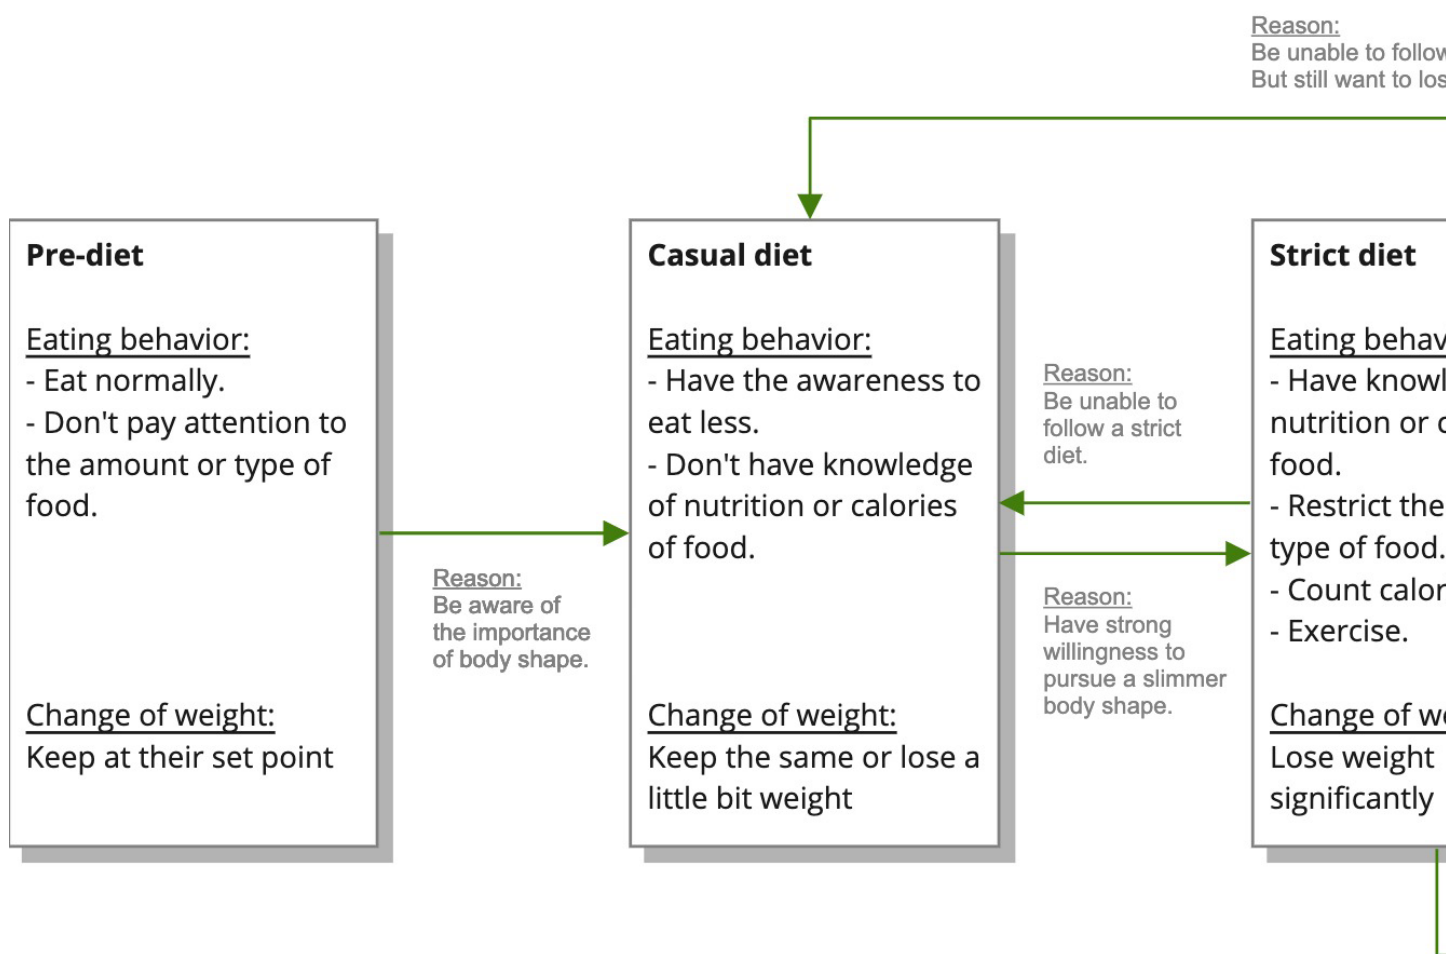 Reason:
Be unable to follow
But still want to
Pre-diet
Eating behavior:
- Eat normally.
- Don't pay attention to
the amount or type of
food.
Change of weight:
Keep at their set point
Reason:
Be aware of
the importance
of body shape.
Casual diet
Eating behavior:
- Have the awareness to
eat less.
- Don't have knowledge
of nutrition or calories
of food.
Change of weight:
Keep the same or lose a
little bit weight
Reason:
Be unable to
follow a strict
diet.
Reason:
Have strong
willingness to
pursue a slimmer
body shape.
Strict diet
Eating
- Have
nutrition or
food.
- Restrict the
type of food.
- Count
- Exercise.
Change of
Lose weight
significantly